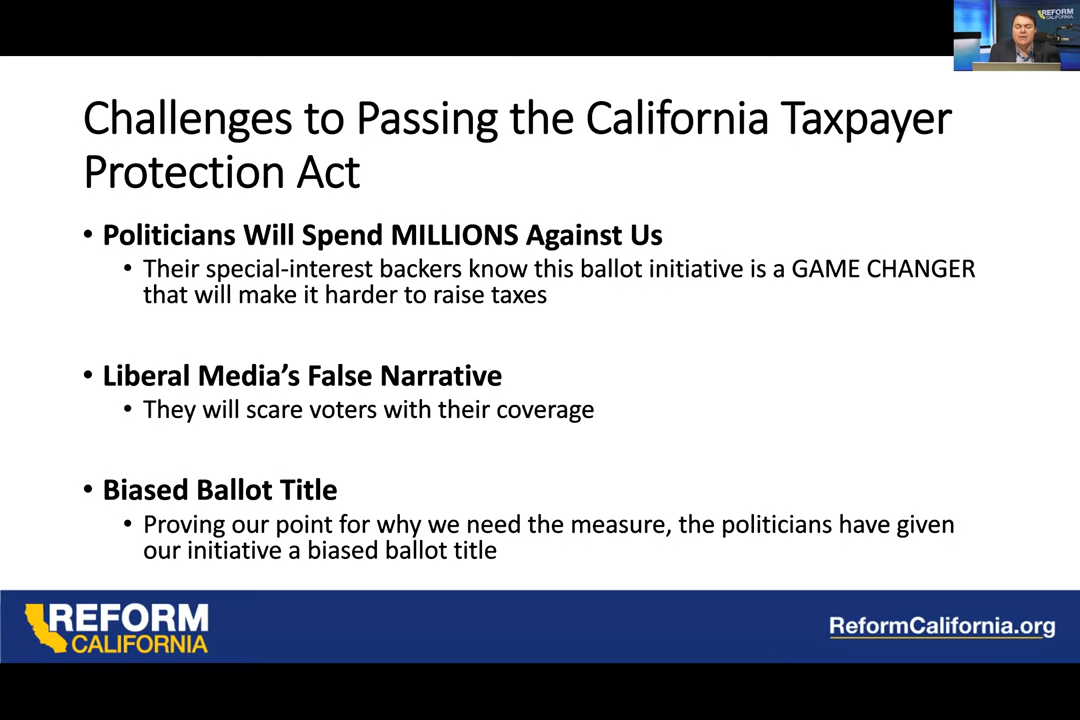 REFORM
CALIFORNIA
Challenges to Passing the California Taxpayer
Protection Act
• Politicians Will Spend MILLIONS Against Us
• Their special-interest backers know this ballot initiative is a GAME CHANGER
that will make it harder to raise taxes
• Liberal Media’s False Narrative
• They will scare voters with their coverage
• Biased Ballot Title
• Proving our point for why we need the measure, the politicians have given
our initiative a biased ballot title
REFORM
CALIFORNIA
ReformCalifornia.org